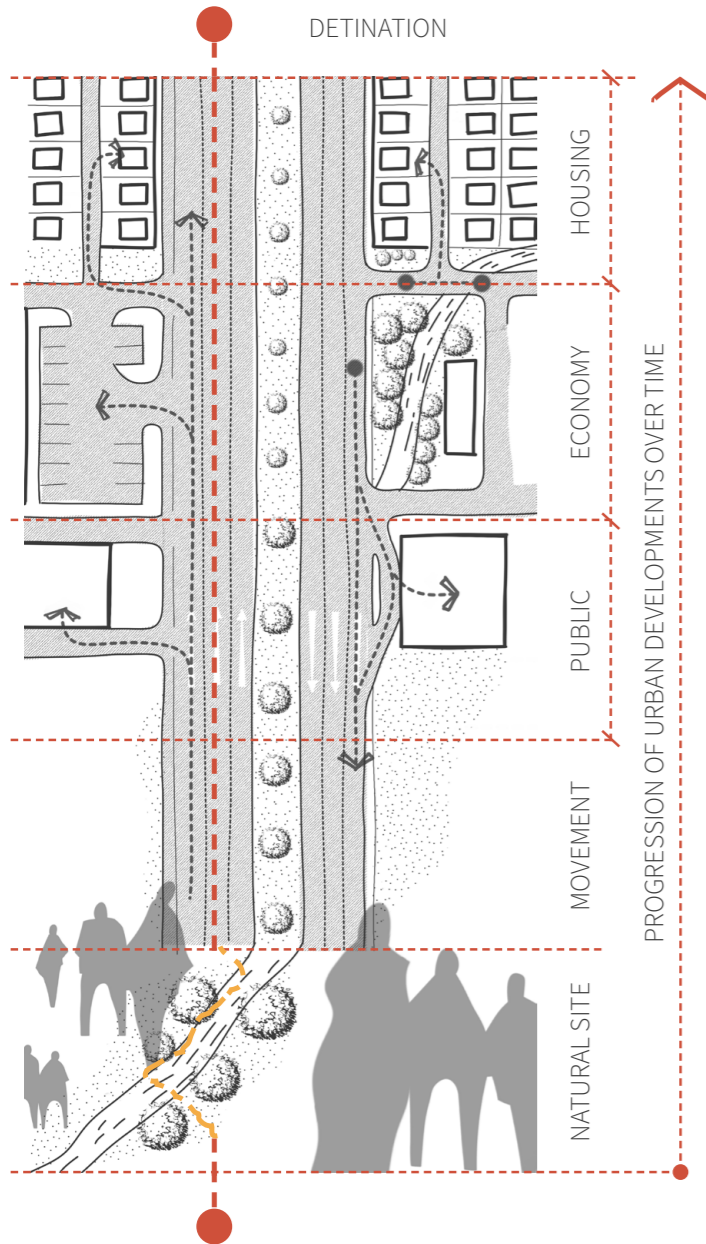 DETINATION
HOUSING
ECONOMY
PUBLIC
MOVEMENT
NATURAL SITE
PROGRESSION OF URBAN DEVELOPMENTS OVER TIME